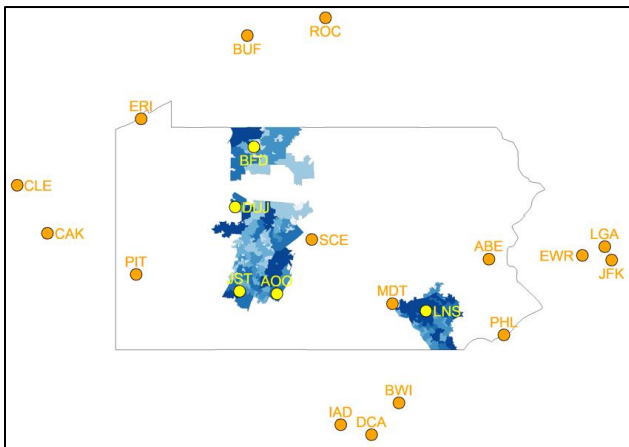 ROC
BUF
ERI
BFD
CLE
DUJ
CAK
SCE
LGA
ABE
EWR
JFK
PIT
JST
AOO
MDT
LNS
PHL
BWI
IAD
DCA